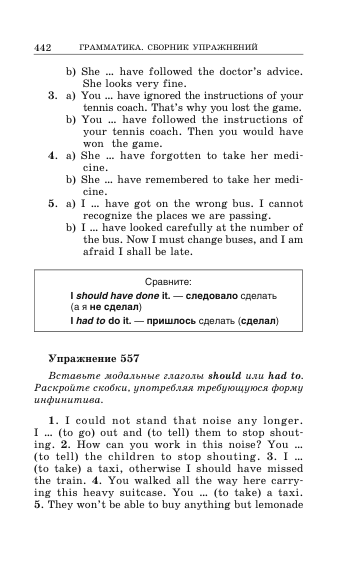 442 ГРАММАТИКА. СБОРНИК УПРАЖНЕНИЙ
b) She ... have followed the doctor's advice.
She looks very fine.
3. a) You ... have ignored the instructions of your
tennis coach. That's why you lost the game.
b) You ... have followed the instructions of
your tennis coach. Then you would have
won the game.
4. a) She ... have forgotten to take her medi-
cine.
b) She ... have remembered to take her medi-
cine.
5. a) I ... have got on the wrong bus. I cannot
recognize the places we are passing.
b) I ... have looked carefully at the number of
the bus. Now I must change buses, and I am
afraid I shall be late.
Сравните:
I should have done it. — следовало сделать
(а я не сделал)
I had to do it. — пришлось сделать (сделал)
Упражнение 557
Вставьте модальные глаголы should или had to.
Раскройте скобки, употребляя требующуюся форму
инфинитива.
1. I could not stand that noise any longer.
I ... (to go) out and (to tell) them to stop shout-
ing. 2. How can you work in this noise? You ...
(to tell) the children to stop shouting. 3. I ...
(to take) a taxi, otherwise I should have missed
the train. 4. You walked all the way here carry-
ing this heavy suitcase. You ... (to take) a taxi.
5. They won't be able to buy anything but lemonade